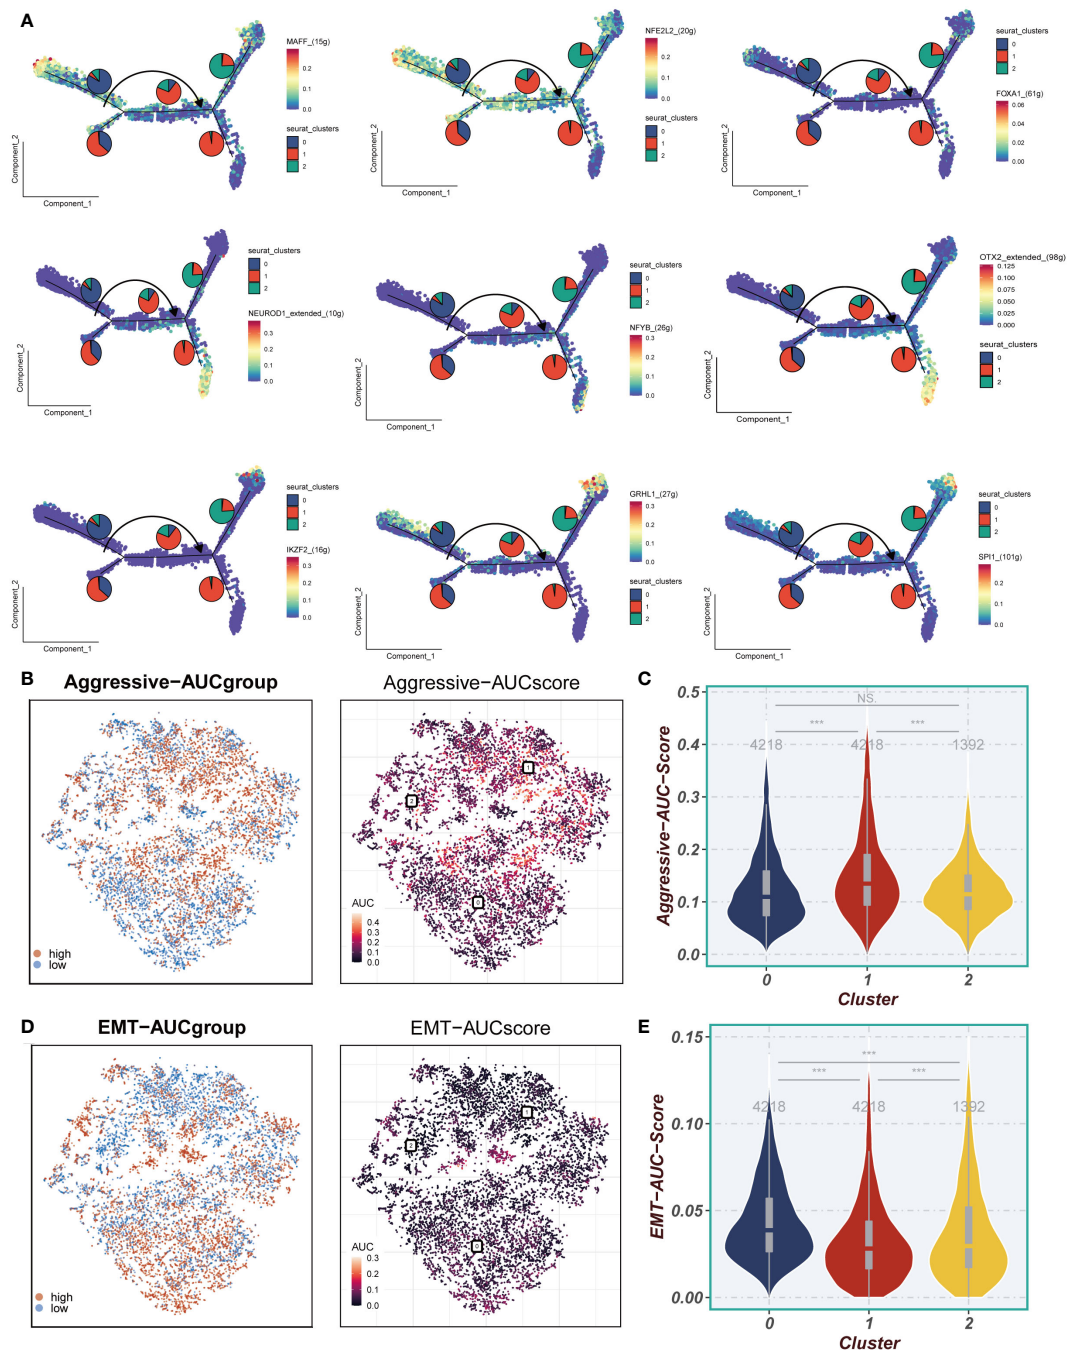 A
MAFF_(15g)
0.2
0.1
0.0
seurat_clusters
0
1
2
Component_2
Component_1
NFE2L2_(20g)
0.2
0.1
0.0
seurat_clusters
0
1
2
Component_2
Component_1
seurat_clusters
0
1
2
FOXA1_(61g)
0.06
0.04
0.02
0.00
Component_2
Component_1
seurat_clusters
0
1
2
NEUROD1_extended_(10g)
0.3
0.2
0.1
0.0
Component_2
Component_1
seurat_clusters
0
1
2
NFYB_(26g)
0.3
0.2
0.1
0.0
Component_2
Component_1
OTX2_extended_(98g)
0.125
0.100
0.075
0.050
0.025
0.000
seurat_clusters
0
1
2
Component_2
Component_1
seurat_clusters
0
1
2
IKZF2_(16g)
0.3
0.2
0.1
0.0
Component_2
Component_1
GRHL1_(27g)
0.3
0.2
0.1
0.0
seurat_clusters
0
1
2
Component_2
Component_1
seurat_clusters
0
1
2
SPI1_(101g)
0.2
0.1
0.0
Component_2
Component_1
B
Aggressive−AUCgroup
high
low
Aggressive−AUCscore
1
2
0
AUC
0.4
0.3
0.2
0.1
0.0
C
Aggressive−AUC−Score
0.5
0.4
0.3
0.2
0.1
0.0
NS.
*** ***
4218 4218 1392
0 1 2
Cluster
D
EMT−AUCgroup
high
low
EMT−AUCscore
1
2
0
AUC
0.3
0.2
0.1
0.0
E
EMT−AUC−Score
0.15
0.10
0.05
0.00
***
*** ***
4218 4218 1392
0 1 2
Cluster